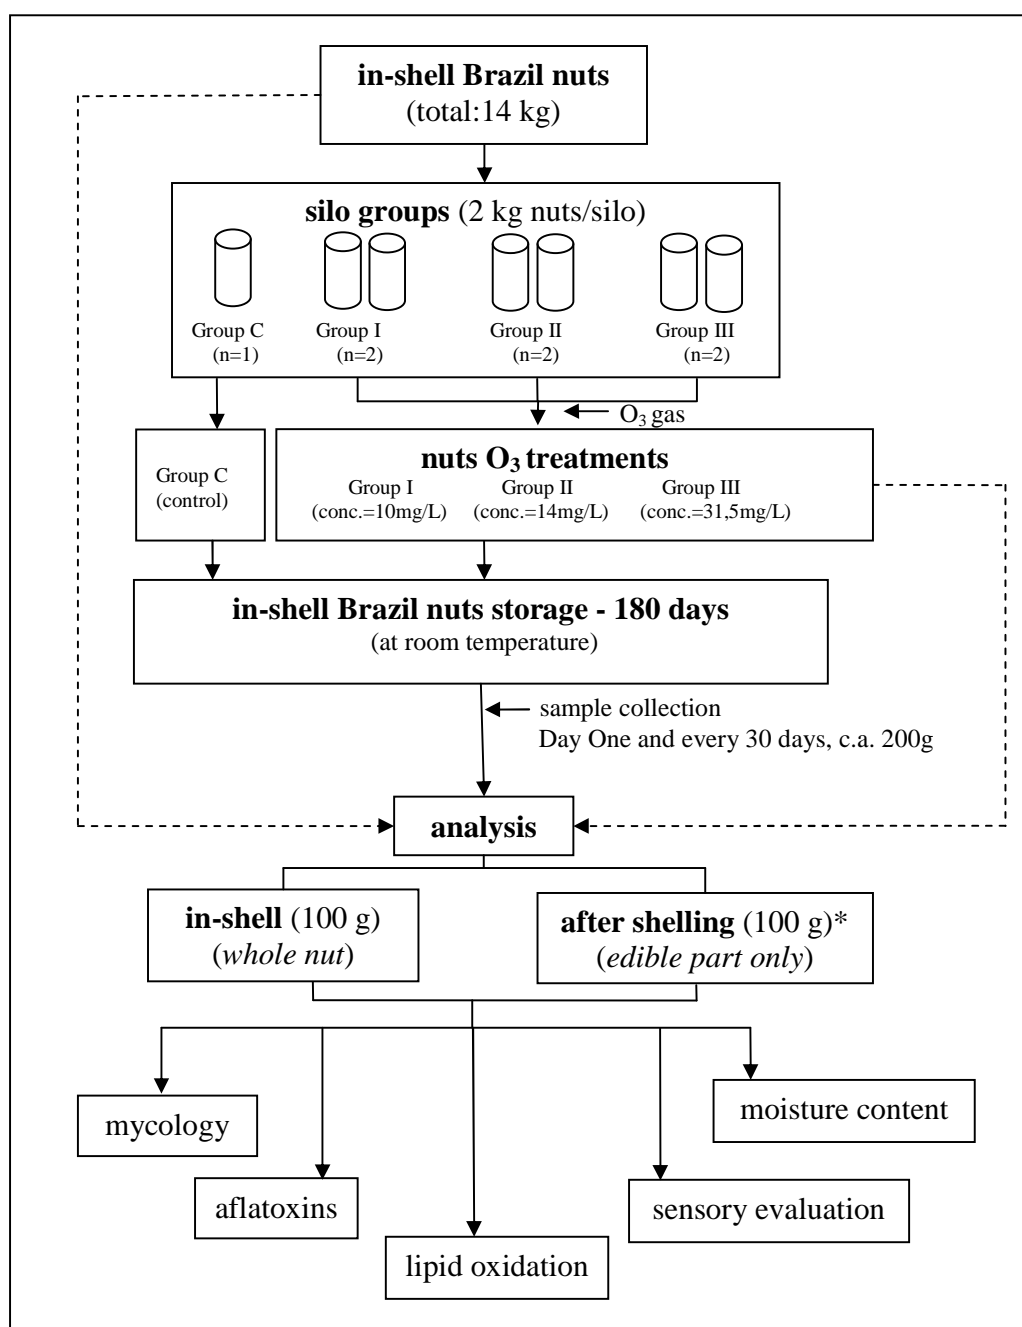 in-shell Brazil nuts
(total:14 kg)
silo groups (2 kg nuts/silo)
Group C
(n=1)
Group I
(n=2)
Group II
(n=2)
Group III
(n=2)
O3 gas
Group C
(control)
nuts O3 treatments
Group I
(conc.=10mg/L)
Group II
(conc.=14mg/L)
Group III
(conc.=31,5mg/L)
in-shell Brazil nuts storage - 180 days
(at room temperature)
sample collection
Day One and every 30 days, c.a. 200g
analysis
in-shell (100 g)
(whole nut)
after shelling (100 g)*
(edible part only)
mycology
moisture content
aflatoxins
sensory evaluation
lipid oxidation